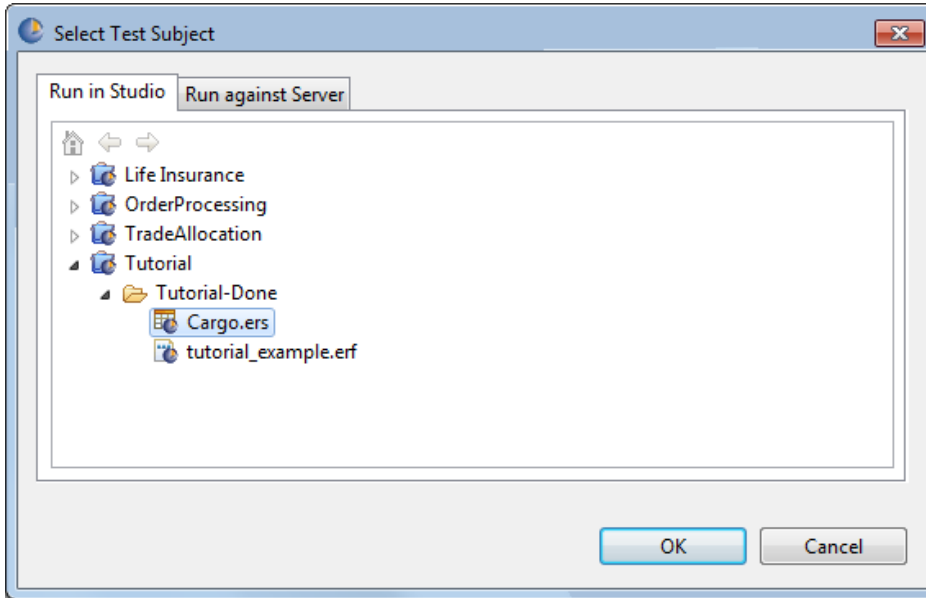 Select Test Subject
Run in Studio Run against Server
Life Insurance
OrderProcessing
TradeAllocation
Tutorial
Tutorial-Done
Cargo.ers
tutorial_example.erf
OK Cancel